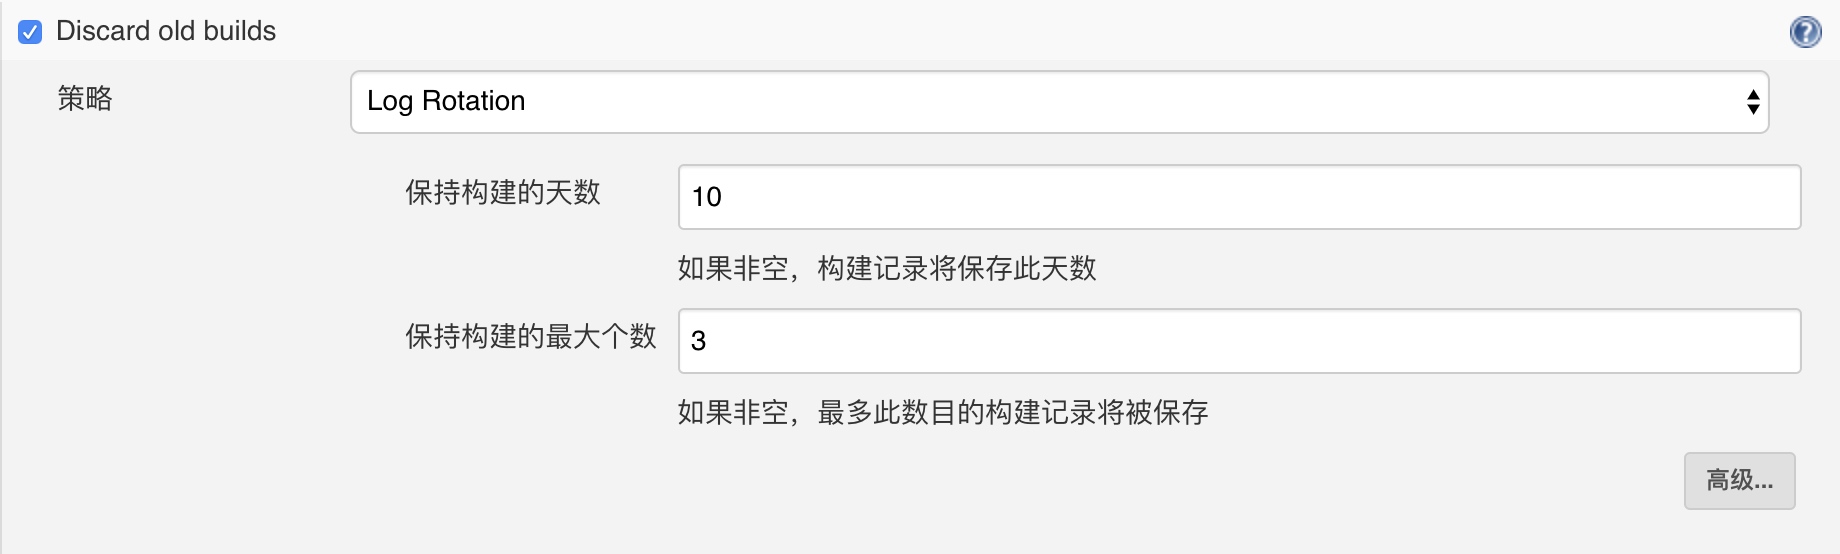 Discard old builds
策略
Log Rotation
保持构建的天数
10
如果非空，构建记录将保存此天数
保持构建的最大个数
3
如果非空，最多此数目的构建记录将被保存
高级...